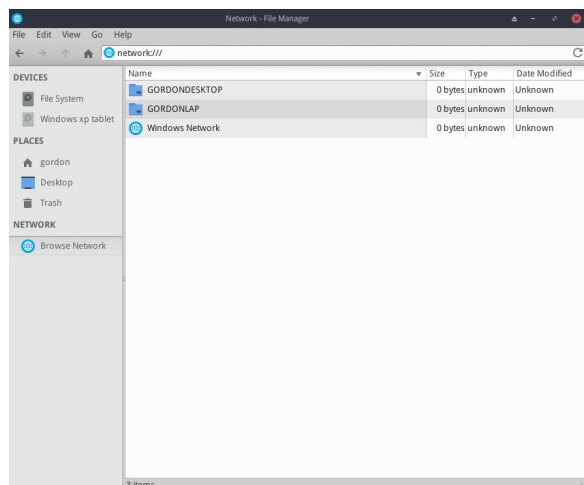 Network - File Manager
File Edit View Go Help
network:///
DEVICES
File System
Windows xp tablet
PLACES
gordon
Desktop
Trash
NETWORK
Browse Network
Name Size Type Date Modified
GORDONDESKTOP 0 bytes unknown Unknown
GORDONLAP 0 bytes unknown Unknown
Windows Network 0 bytes unknown Unknown
3 items